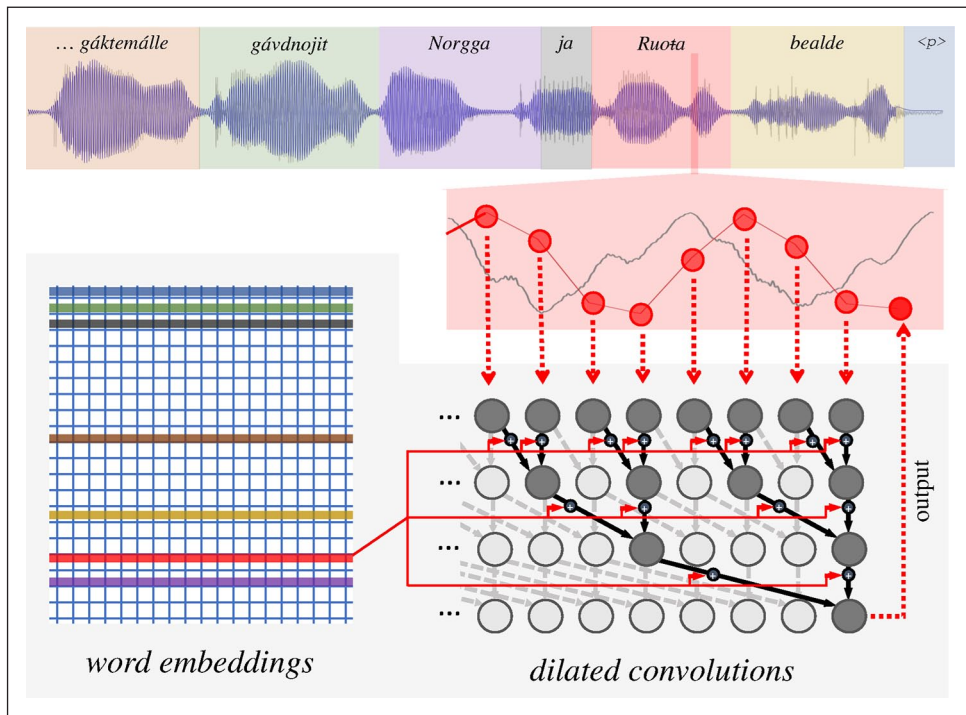 ... gáktemálle gávdnojit Norgga ja Ruoŧa bealde <p>
...
...
...
...
output
word embeddings dilated convolutions